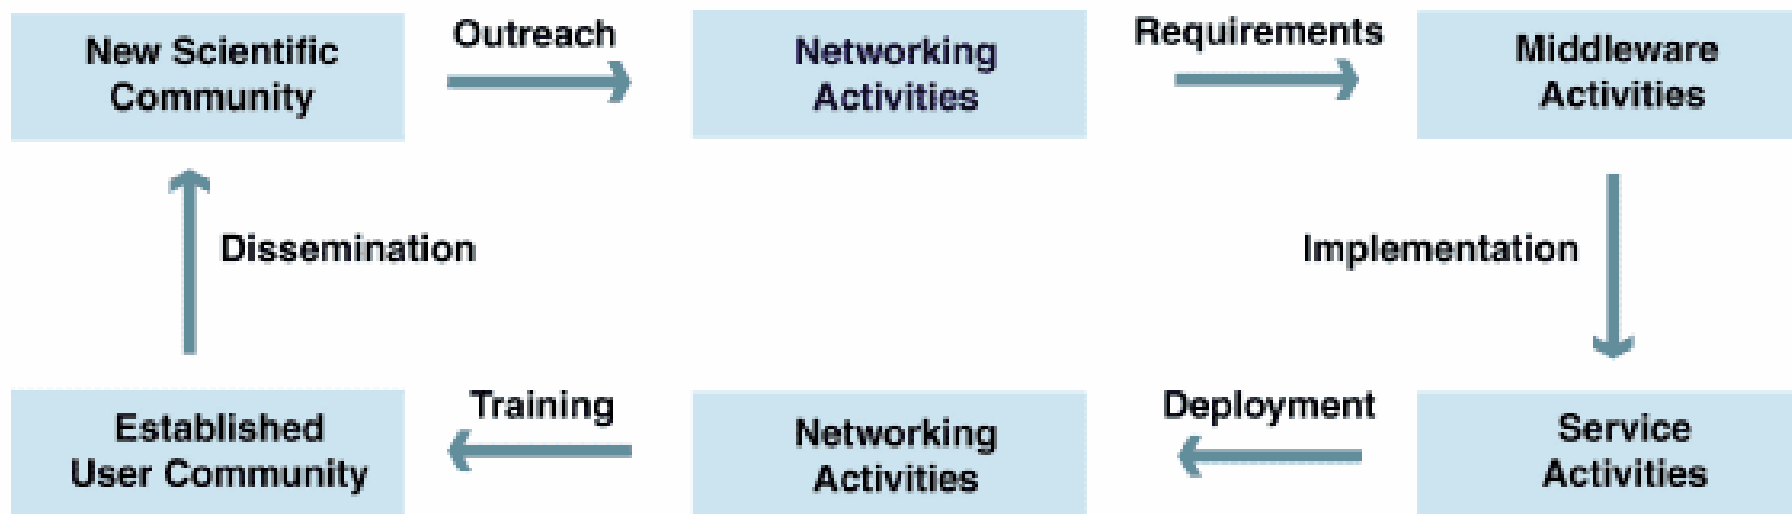 New Scientific
Community
Outreach
Networking
Activities
Requirements
Middleware
Activities
Dissemination
Implementation
Established
User Community
Training
Networking
Activities
Deployment
Service
Activities